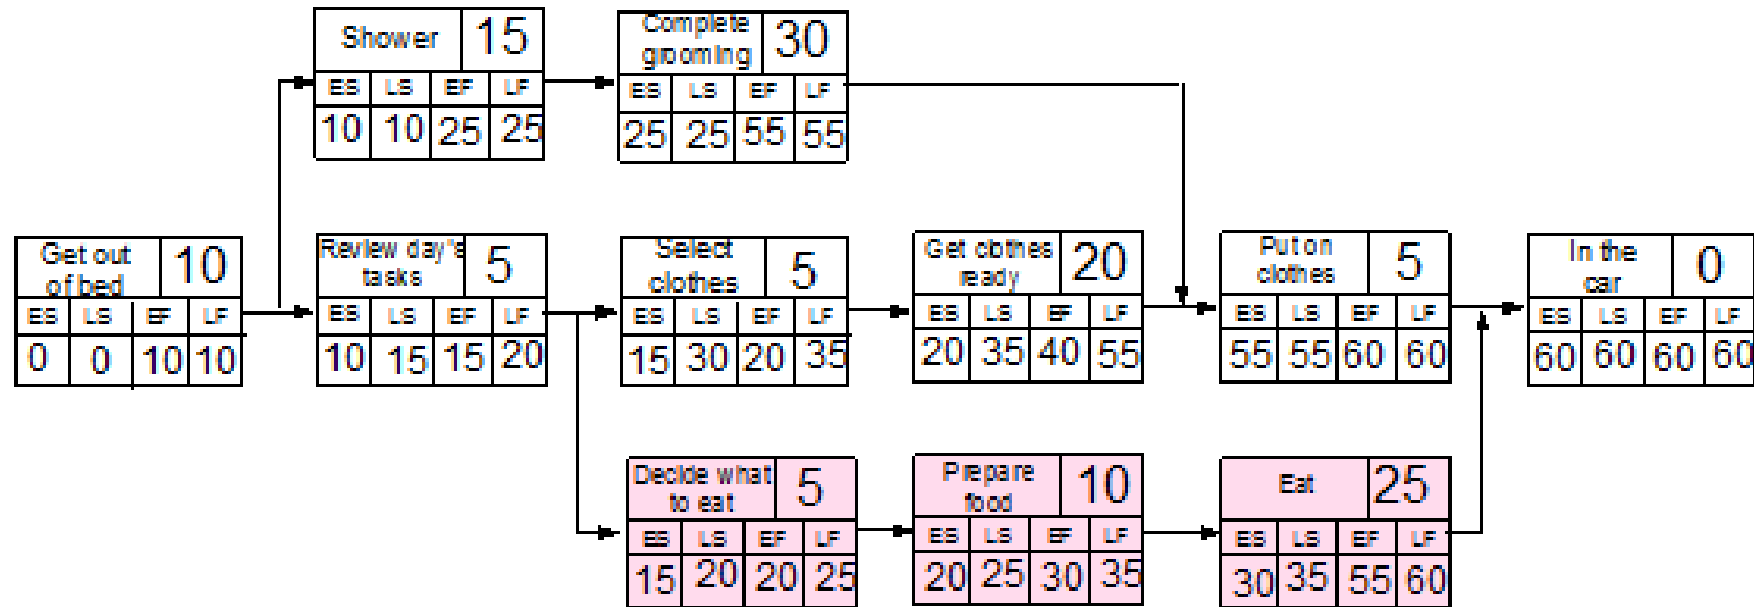 Shower 15
ES LS EF LF
10 10 25 25
Complete
grooming 30
ES LS EF LF
25 25 55 55
Get out
of bed 10
ES LS EF LF
0 0 10 10
Review day's
tasks 5
ES LS EF LF
10 15 15 20
Select
clothes 5
ES LS EF LF
15 30 20 35
Get clothes
ready 20
ES LS EF LF
20 35 40 55
Put on
clothes 5
ES LS EF LF
55 55 60 60
In the
car 0
ES LS EF LF
60 60 60 60
Decide what
to eat 5
ES LS EF LF
15 20 20 25
Prepare
food 10
ES LS EF LF
20 25 30 35
Eat 25
ES LS EF LF
30 35 55 60